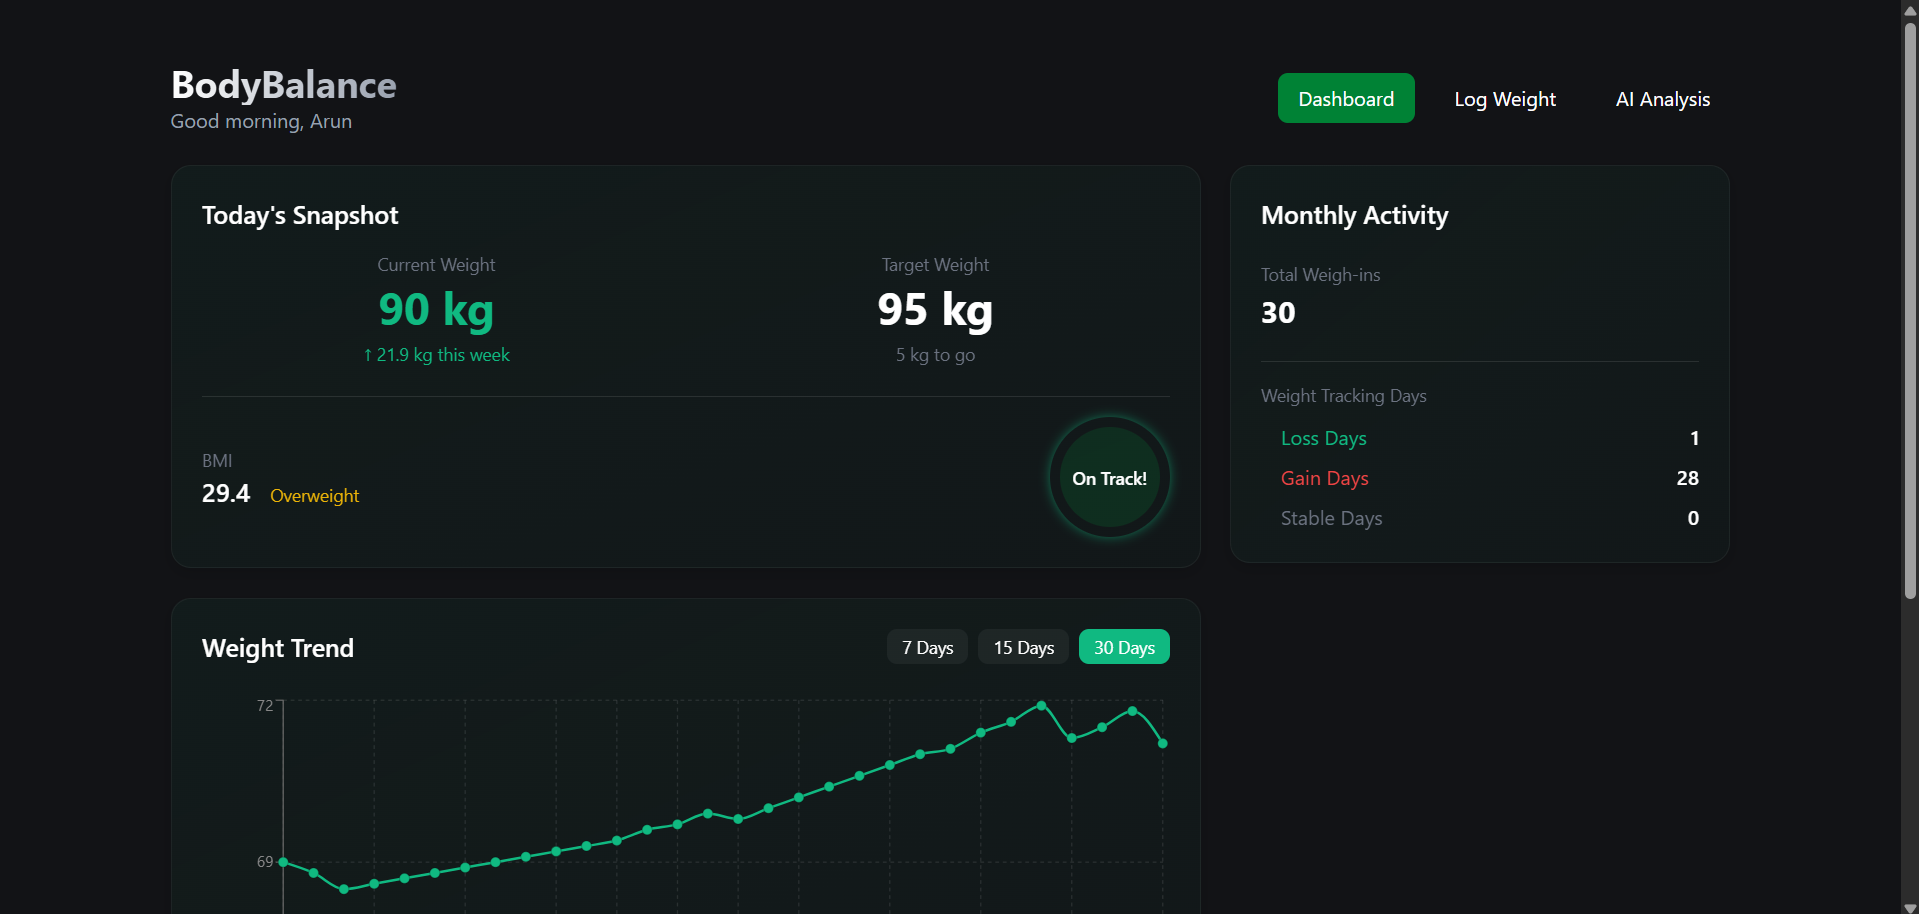 BodyBalance
Good morning, Arun
Dashboard
Log Weight
AI Analysis
Today's Snapshot
Current Weight
90 kg
↑ 21.9 kg this week
Target Weight
95 kg
5 kg to go
BMI
29.4 Overweight
On Track!
Monthly Activity
Total Weigh-ins
30
Weight Tracking Days
Loss Days 1
Gain Days 28
Stable Days 0
Weight Trend
7 Days
15 Days
30 Days
72
69